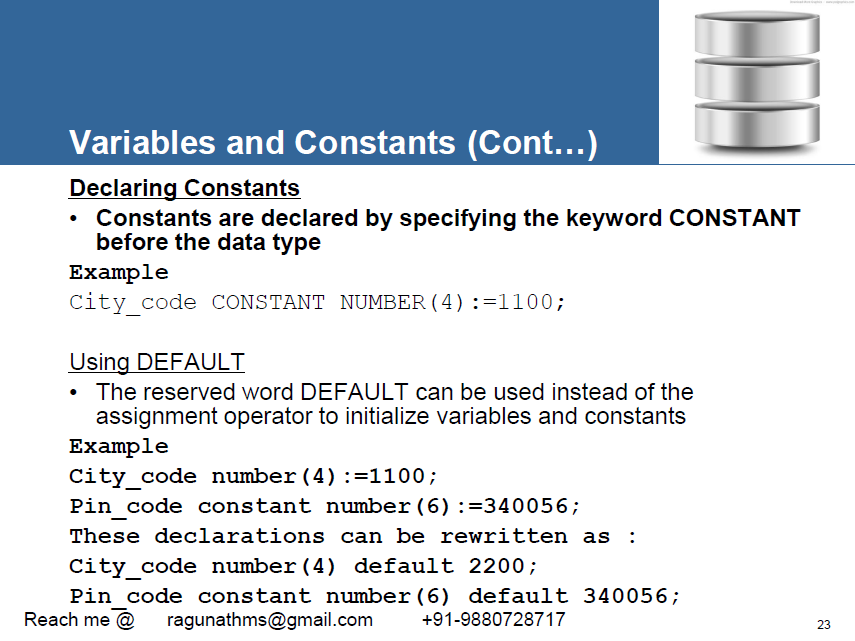 Variables and Constants (Cont…)
Declaring Constants
• Constants are declared by specifying the keyword CONSTANT
before the data type
Example
City_code CONSTANT NUMBER(4):=1100;
Using DEFAULT
• The reserved word DEFAULT can be used instead of the
assignment operator to initialize variables and constants
Example
City_code number(4):=1100;
Pin_code constant number(6):=340056;
These declarations can be rewritten as :
City_code number(4) default 2200;
Pin_code constant number(6) default 340056;
Reach me @ ragunathms@gmail.com +91-9880728717
23